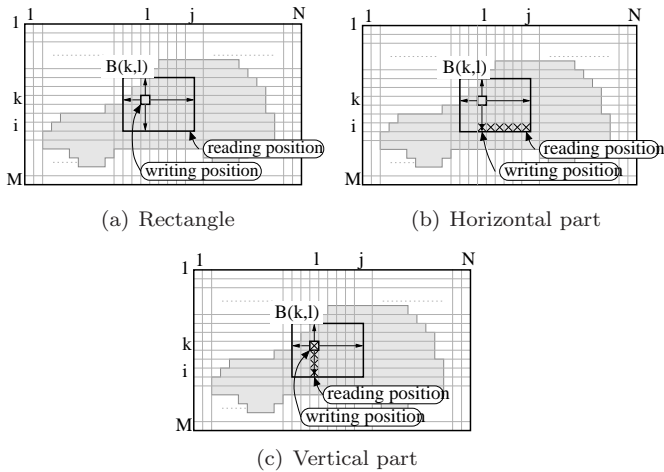 1 l j N
B(k,l)
k
i
reading position
writing position
M
(a) Rectangle
1 l j N
1
B(k,l)
k
i
reading position
writing position
M
(b) Horizontal part
1 l j N
1
B(k,l)
k
i
reading position
writing position
M
(c) Vertical part